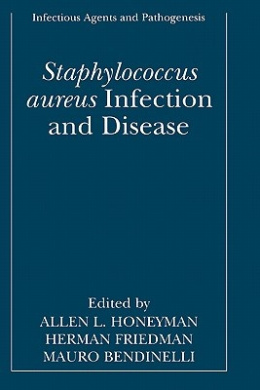 Infectious Agents and Pathogenesis
Staphylococcus
aureus Infection
and Disease
Edited by
ALLEN L. HONEYMAN
HERMAN FRIEDMAN
MAURO BENDINELLI